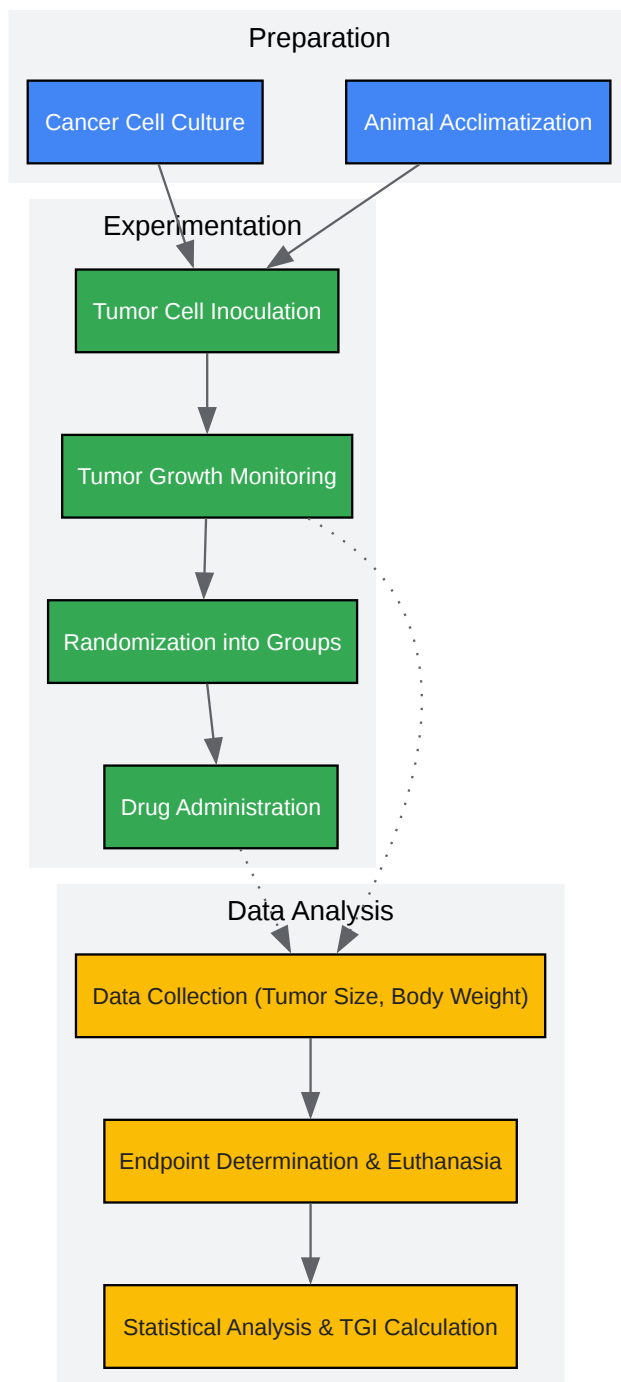 Preparation
Cancer Cell Culture
Animal Acclimatization
Experimentation
Tumor Cell Inoculation
Tumor Growth Monitoring
Randomization into Groups
Drug Administration
Data Analysis
Data Collection (Tumor Size, Body Weight)
Endpoint Determination & Euthanasia
Statistical Analysis & TGI Calculation